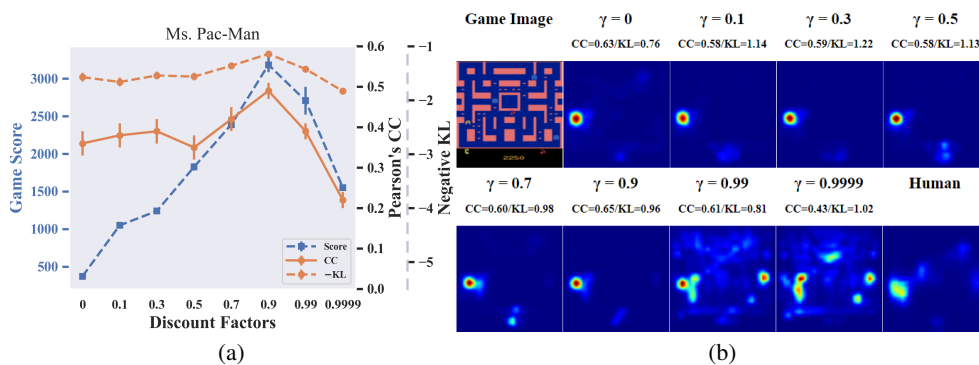 Ms. Pac-Man
Game Score
3000
2500
2000
1500
1000
500
0.6
0.5
0.4
0.3
0.2
0.1
0.0
Pearson's CC
−1
−2
−3
−4
−5
Negative KL
Score
CC
−KL
0 0.1 0.3 0.5 0.7 0.9 0.99 0.9999
Discount Factors
(a)
Game Image γ = 0 γ = 0.1 γ = 0.3 γ = 0.5
CC=0.63/KL=0.76 CC=0.58/KL=1.14 CC=0.59/KL=1.22 CC=0.58/KL=1.13
2250
γ = 0.7 γ = 0.9 γ = 0.99 γ = 0.9999 Human
CC=0.60/KL=0.98 CC=0.65/KL=0.96 CC=0.61/KL=0.81 CC=0.43/KL=1.02
(b)